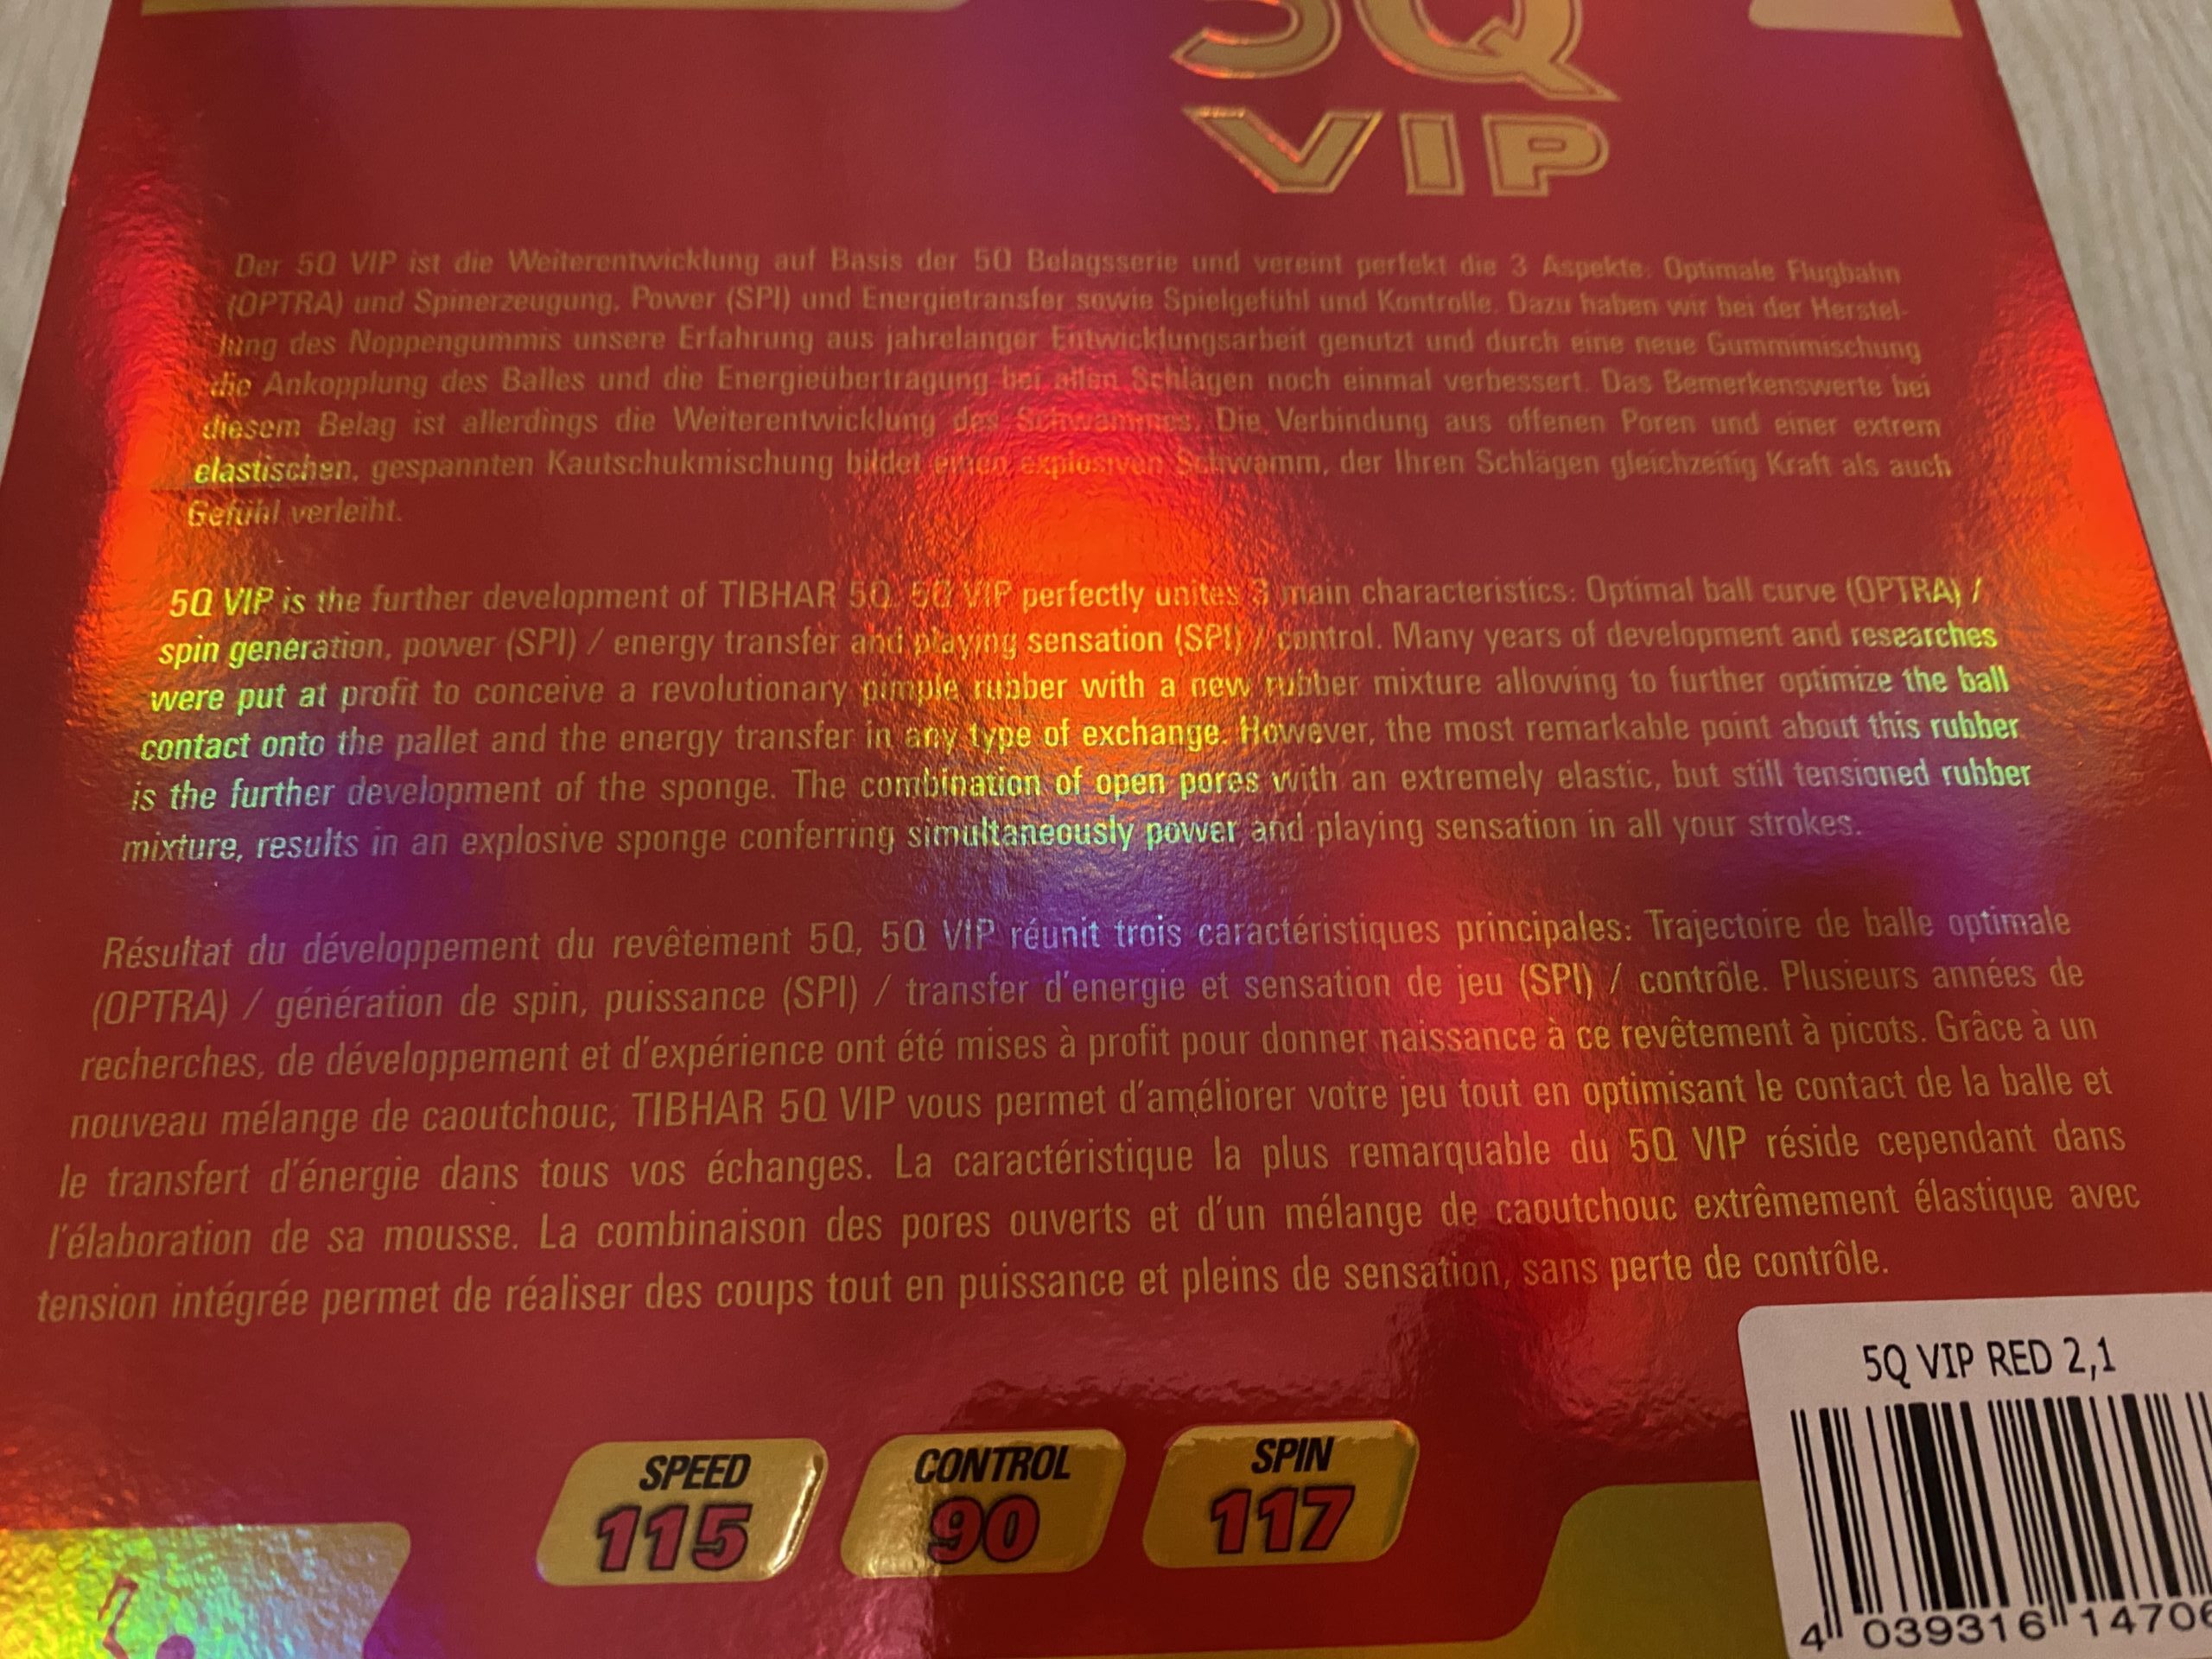 5Q
VIP
Der 5Q VIP ist die Weiterentwicklung auf Basis der 5Q Belagsserie und vereint perfekt die 3 Aspekte: Optimale Flugbahn
(OPTRA) und Spinerzeugung, Power (SPI) und Energietransfer sowie Spielgefühl und Kontrolle. Dazu haben wir bei der Herstel-
lung des Noppengummis unsere Erfahrung aus jahrelanger Entwicklungsarbeit genutzt und durch eine neue Gummimischung
die Ankopplung des Balles und die Energieübertragung bei allen Schlägen noch einmal verbessert. Das Bemerkenswerte bei
diesem Belag ist allerdings die Weiterentwicklung des Schwammes. Die Verbindung aus offenen Poren und einer extrem
elastischen, gespannten Kautschukmischung bildet einen explosiven Schwamm, der Ihren Schlägen gleichzeitig Kraft als auch
Gefühl verleiht.
5Q VIP is the further development of TIBHAR 5Q. 5Q VIP perfectly unites 3 main characteristics: Optimal ball curve (OPTRA) /
spin generation, power (SPI) / energy transfer and playing sensation (SPI) / control. Many years of development and researches
were put at profit to conceive a revolutionary pimple rubber with a new rubber mixture allowing to further optimize the ball
contact onto the pallet and the energy transfer in any type of exchange. However, the most remarkable point about this rubber
is the further development of the sponge. The combination of open pores with an extremely elastic, but still tensioned rubber
mixture, results in an explosive sponge conferring simultaneously power and playing sensation in all your strokes.
Résultat du développement du revêtement 5Q, 5Q VIP réunit trois caractéristiques principales: Trajectoire de balle optimale
(OPTRA) / génération de spin, puissance (SPI) / transfer d'energie et sensation de jeu (SPI) / contrôle. Plusieurs années de
recherches, de développement et d'expérience ont été mises à profit pour donner naissance à ce revêtement à picots. Grâce à un
nouveau mélange de caoutchouc, TIBHAR 5Q VIP vous permet d'améliorer votre jeu tout en optimisant le contact de la balle et
le transfert d'énergie dans tous vos échanges. La caractéristique la plus remarquable du 5Q VIP réside cependant dans
l'élaboration de sa mousse. La combinaison des pores ouverts et d'un mélange de caoutchouc extrêmement élastique avec
tension intégrée permet de réaliser des coups tout en puissance et pleins de sensation, sans perte de contrôle.
5Q VIP RED 2,1
SPEED CONTROL SPIN
115 90 117
4 039316 14706